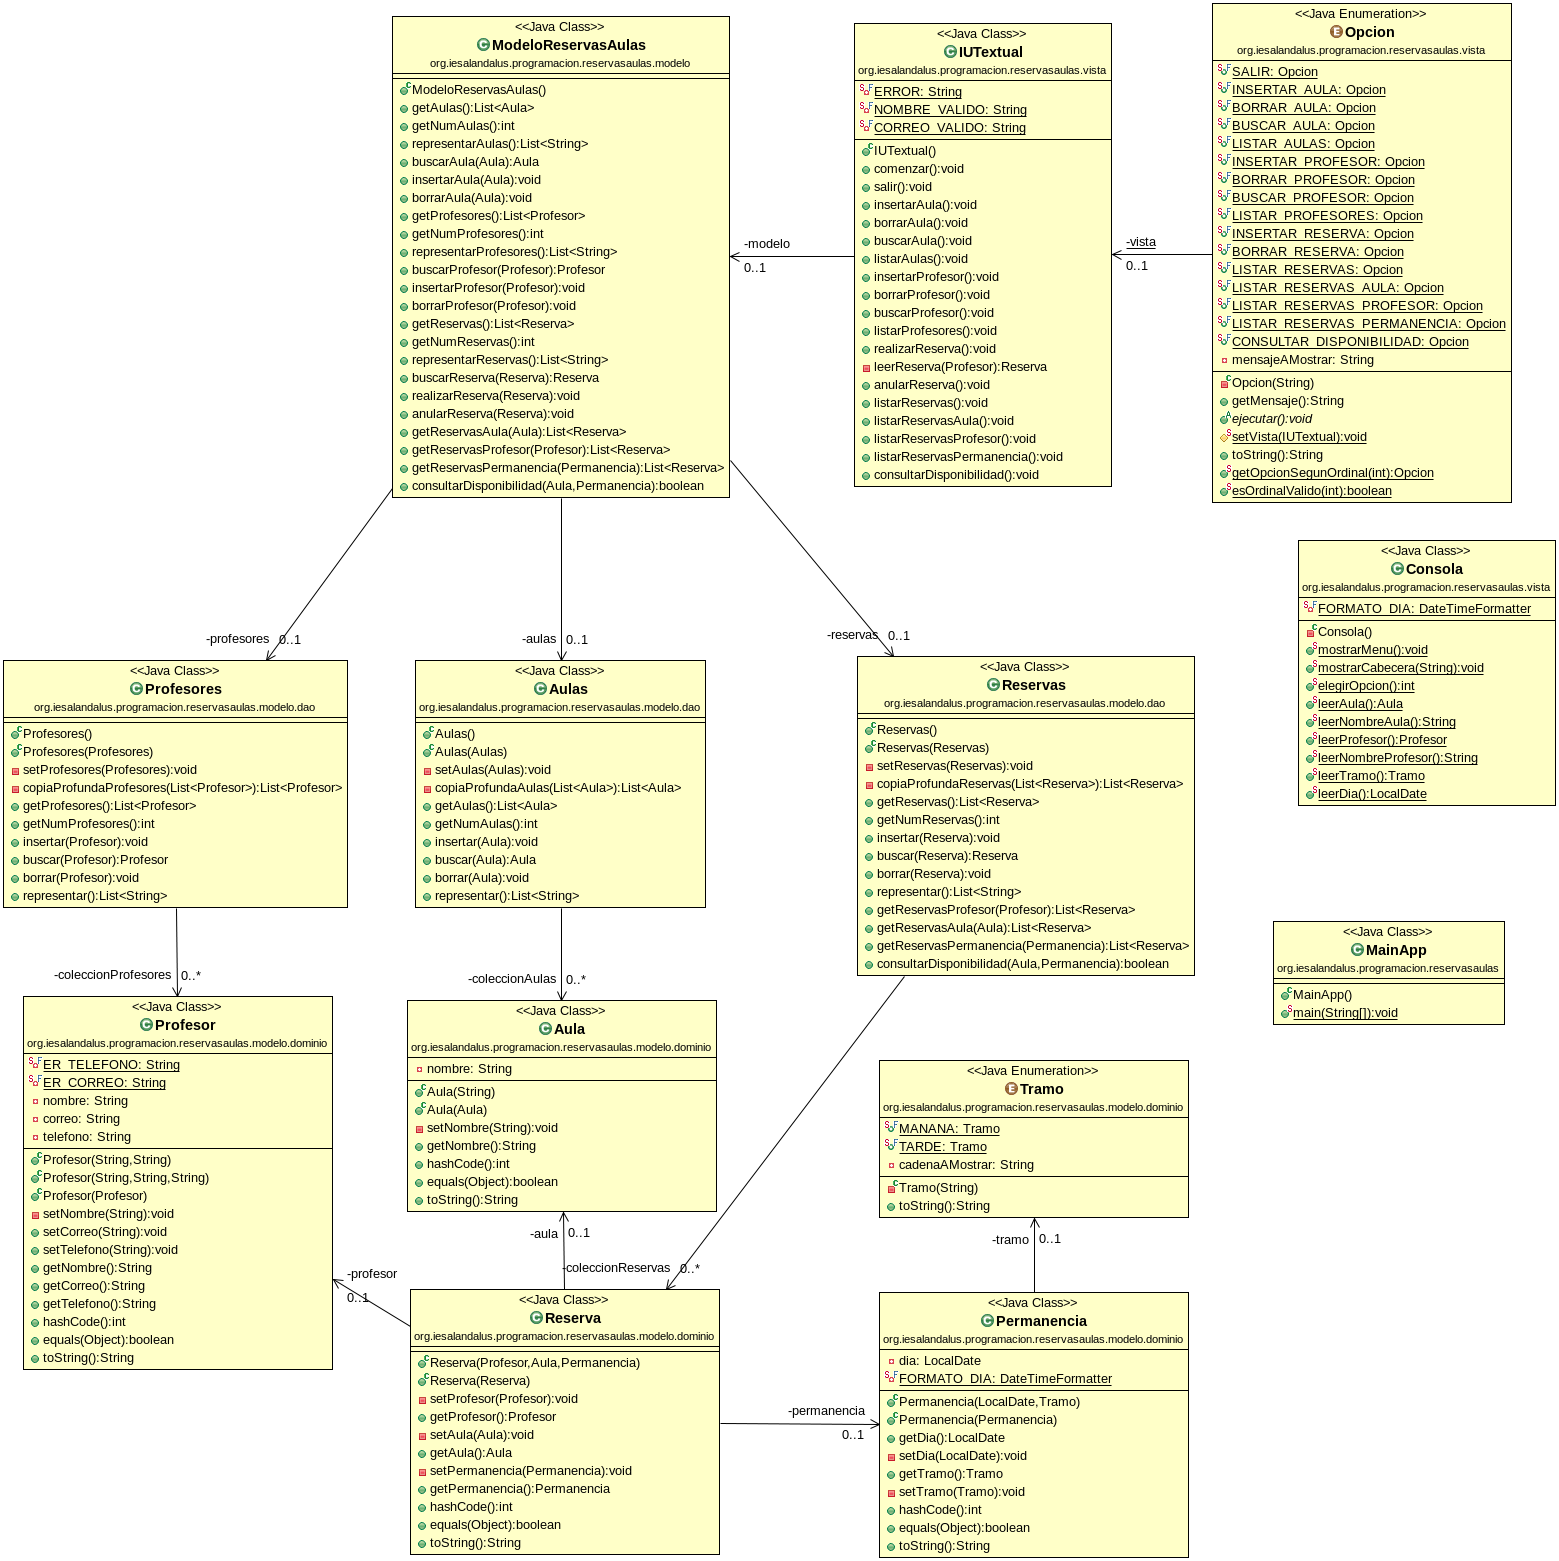 <<Java Class>>
ModeloReservasAulas
org.iesalandalus.programacion.reservasaulas.modelo
ModeloReservasAulas()
getAulas():List<Aula>
getNumAulas():int
representarAulas():List<String>
buscarAula(Aula):Aula
insertarAula(Aula):void
borrarAula(Aula):void
getProfesores():List<Profesor>
getNumProfesores():int
representarProfesores():List<String>
buscarProfesor(Profesor):Profesor
insertarProfesor(Profesor):void
borrarProfesor(Profesor):void
getReservas():List<Reserva>
getNumReservas():int
representarReservas():List<String>
buscarReserva(Reserva):Reserva
realizarReserva(Reserva):void
anularReserva(Reserva):void
getReservasAula(Aula):List<Reserva>
getReservasProfesor(Profesor):List<Reserva>
getReservasPermanencia(Permanencia):List<Reserva>
consultarDisponibilidad(Aula,Permanencia):boolean
-modelo
0..1
<<Java Class>>
IUTextual
org.iesalandalus.programacion.reservasaulas.vista
ERROR: String
NOMBRE_VALIDO: String
CORREO_VALIDO: String
IUTextual()
comenzar():void
salir():void
insertarAula():void
borrarAula():void
buscarAula():void
listarAulas():void
insertarProfesor():void
borrarProfesor():void
buscarProfesor():void
listarProfesores():void
realizarReserva():void
leerReserva(Profesor):Reserva
anularReserva():void
listarReservas():void
listarReservasAula():void
listarReservasProfesor():void
listarReservasPermanencia():void
consultarDisponibilidad():void
-vista
0..1
<<Java Enumeration>>
Opcion
org.iesalandalus.programacion.reservasaulas.vista
SALIR: Opcion
INSERTAR_AULA: Opcion
BORRAR_AULA: Opcion
BUSCAR_AULA: Opcion
LISTAR_AULAS: Opcion
INSERTAR_PROFESOR: Opcion
BORRAR_PROFESOR: Opcion
BUSCAR_PROFESOR: Opcion
LISTAR_PROFESORES: Opcion
INSERTAR_RESERVA: Opcion
BORRAR_RESERVA: Opcion
LISTAR_RESERVAS: Opcion
LISTAR_RESERVAS_AULA: Opcion
LISTAR_RESERVAS_PROFESOR: Opcion
LISTAR_RESERVAS_PERMANENCIA: Opcion
CONSULTAR_DISPONIBILIDAD: Opcion
mensajeAMostrar: String
Opcion(String)
getMensaje():String
ejecutar():void
setVista(IUTextual):void
toString():String
getOpcionSegunOrdinal(int):Opcion
esOrdinalValido(int):boolean
<<Java Class>>
Consola
org.iesalandalus.programacion.reservasaulas.vista
FORMATO_DIA: DateTimeFormatter
Consola()
mostrarMenu():void
mostrarCabecera(String):void
elegirOpcion():int
leerAula():Aula
leerNombreAula():String
leerProfesor():Profesor
leerNombreProfesor():String
leerTramo():Tramo
leerDia():LocalDate
-profesores
0..1
-aulas
0..1
-reservas
0..1
<<Java Class>>
Profesores
org.iesalandalus.programacion.reservasaulas.modelo.dao
Profesores()
Profesores(Profesores)
setProfesores(Profesores):void
copiaProfundaProfesores(List<Profesor>):List<Profesor>
getProfesores():List<Profesor>
getNumProfesores():int
insertar(Profesor):void
buscar(Profesor):Profesor
borrar(Profesor):void
representar():List<String>
<<Java Class>>
Aulas
org.iesalandalus.programacion.reservasaulas.modelo.dao
Aulas()
Aulas(Aulas)
setAulas(Aulas):void
copiaProfundaAulas(List<Aula>):List<Aula>
getAulas():List<Aula>
getNumAulas():int
insertar(Aula):void
buscar(Aula):Aula
borrar(Aula):void
representar():List<String>
<<Java Class>>
Reservas
org.iesalandalus.programacion.reservasaulas.modelo.dao
Reservas()
Reservas(Reservas)
setReservas(Reservas):void
copiaProfundaReservas(List<Reserva>):List<Reserva>
getReservas():List<Reserva>
getNumReservas():int
insertar(Reserva):void
buscar(Reserva):Reserva
borrar(Reserva):void
representar():List<String>
getReservasProfesor(Profesor):List<Reserva>
getReservasAula(Aula):List<Reserva>
getReservasPermanencia(Permanencia):List<Reserva>
consultarDisponibilidad(Aula,Permanencia):boolean
<<Java Class>>
MainApp
org.iesalandalus.programacion.reservasaulas
MainApp()
main(String[]):void
-coleccionProfesores
0..*
-coleccionAulas
0..*
<<Java Class>>
Profesor
org.iesalandalus.programacion.reservasaulas.modelo.dominio
ER_TELEFONO: String
ER_CORREO: String
nombre: String
correo: String
telefono: String
Profesor(String,String)
Profesor(String,String,String)
Profesor(Profesor)
setNombre(String):void
setCorreo(String):void
setTelefono(String):void
getNombre():String
getCorreo():String
getTelefono():String
hashCode():int
equals(Object):boolean
toString():String
<<Java Class>>
Aula
org.iesalandalus.programacion.reservasaulas.modelo.dominio
nombre: String
Aula(String)
Aula(Aula)
setNombre(String):void
getNombre():String
hashCode():int
equals(Object):boolean
toString():String
<<Java Enumeration>>
Tramo
org.iesalandalus.programacion.reservasaulas.modelo.dominio
MANANA: Tramo
TARDE: Tramo
cadenaAMostrar: String
Tramo(String)
toString():String
-aula
0..1
-coleccionReservas
0..*
-tramo
0..1
-profesor
0..1
<<Java Class>>
Reserva
org.iesalandalus.programacion.reservasaulas.modelo.dominio
Reserva(Profesor,Aula,Permanencia)
Reserva(Reserva)
setProfesor(Profesor):void
getProfesor():Profesor
setAula(Aula):void
getAula():Aula
setPermanencia(Permanencia):void
getPermanencia():Permanencia
hashCode():int
equals(Object):boolean
toString():String
-permanencia
0..1
<<Java Class>>
Permanencia
org.iesalandalus.programacion.reservasaulas.modelo.dominio
dia: LocalDate
FORMATO_DIA: DateTimeFormatter
Permanencia(LocalDate,Tramo)
Permanencia(Permanencia)
getDia():LocalDate
setDia(LocalDate):void
getTramo():Tramo
setTramo(Tramo):void
hashCode():int
equals(Object):boolean
toString():String